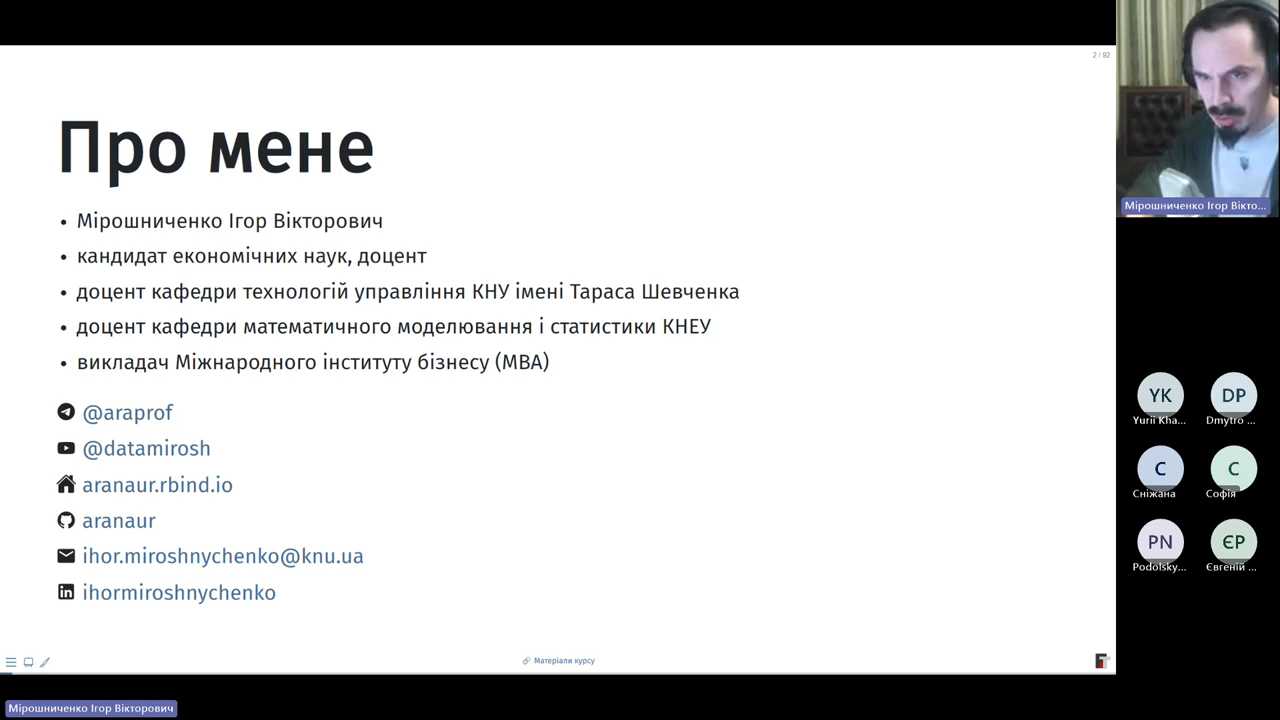 2 / 92
Про мене
Мірошниченко Ігор Вікторович
кандидат економічних наук, доцент
доцент кафедри технологій управління КНУ імені Тараса Шевченка
доцент кафедри математичного моделювання і статистики КНЕУ
викладач Міжнародного інституту бізнесу (MBA)
@araprof
@datamirosh
aranaur.rbind.io
aranaur
ihor.miroshnychenko@knu.ua
ihormiroshnychenko
Матеріали курсу
Мірошниченко Ігор Вікторович
Мірошниченко Ігор Вікто...
YK
Yurii Kha...
DP
Dmytro ...
С
Сніжана
С
Софія
PN
Podolsky...
ЄР
Євгеній ...